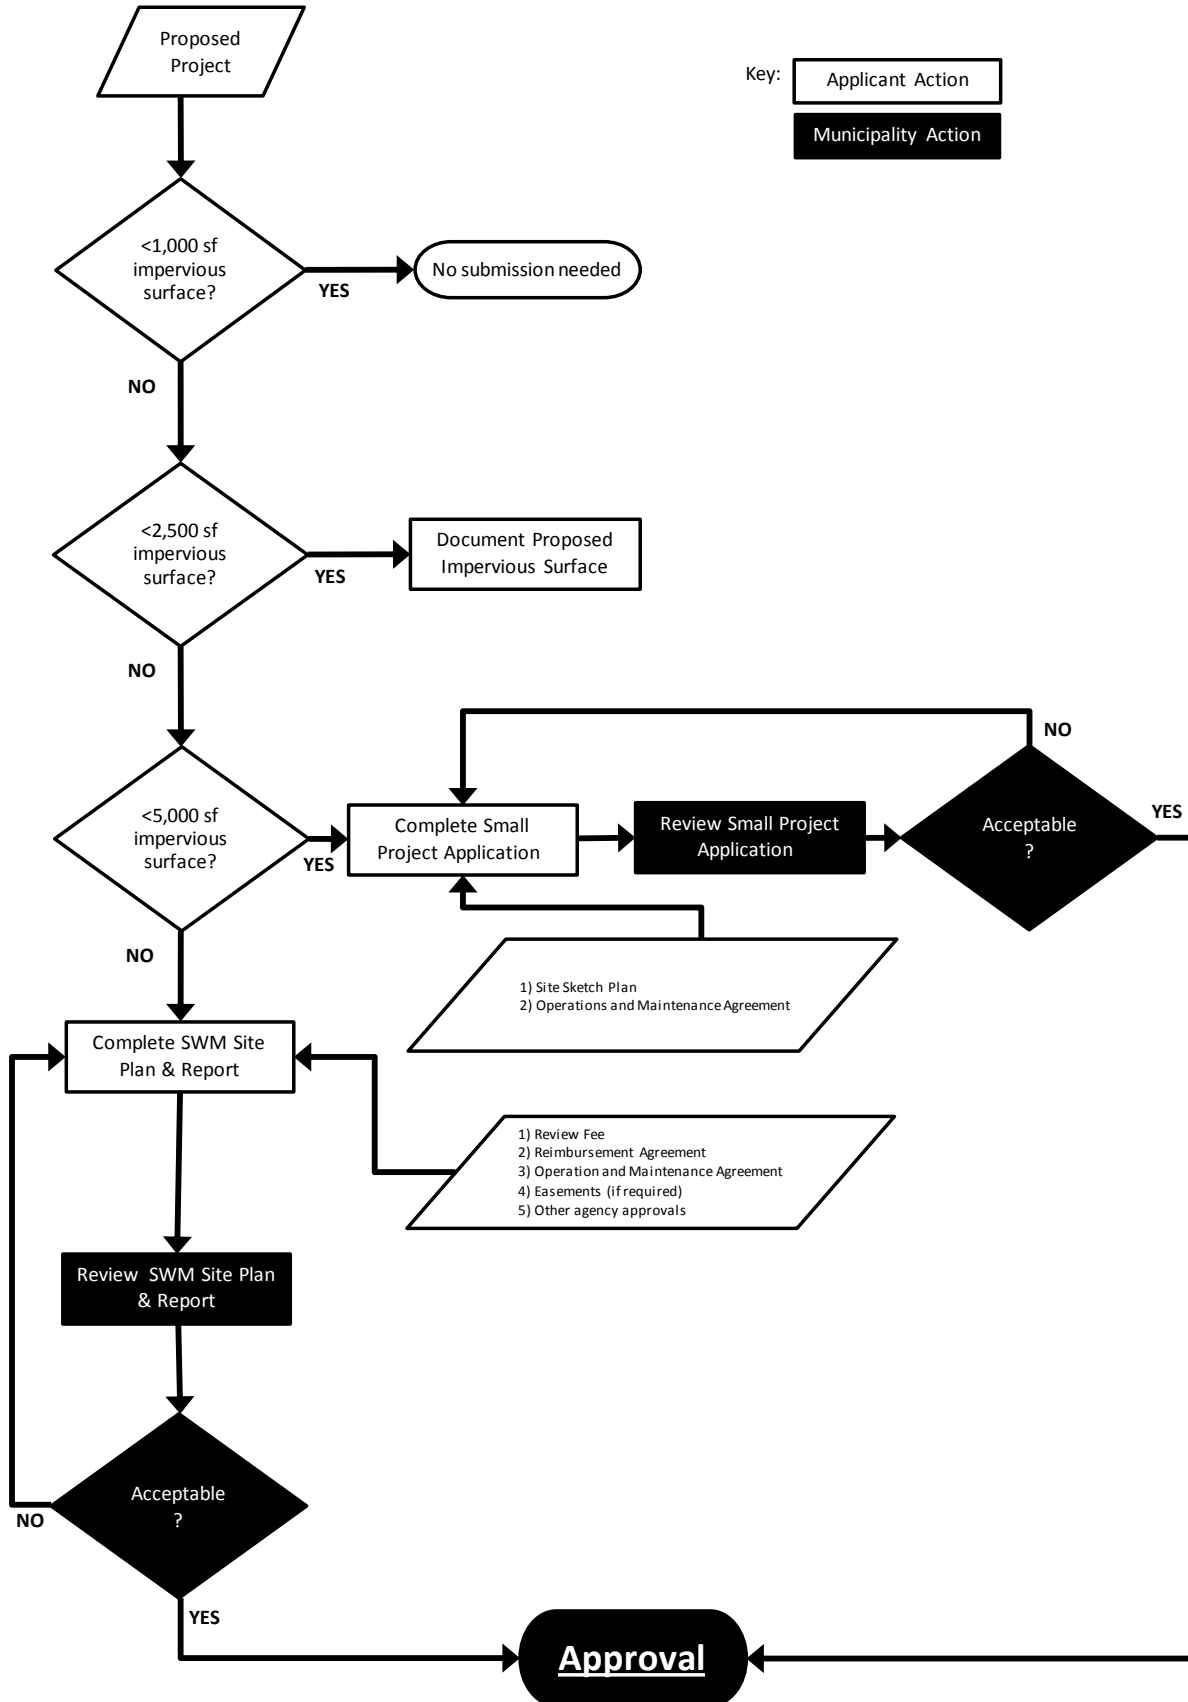 Proposed
Project
Key:
Applicant Action
Municipality Action
<1,000 sf
impervious
surface?
YES
No submission needed
NO
<2,500 sf
impervious
surface?
YES
Document Proposed
Impervious Surface
NO
<5,000 sf
impervious
surface?
YES
Complete Small
Project Application
Review Small Project
Application
Acceptable
?
NO
YES
NO
1) Site Sketch Plan
2) Operations and Maintenance Agreement
Complete SWM Site
Plan & Report
1) Review Fee
2) Reimbursement Agreement
3) Operation and Maintenance Agreement
4) Easements (if required)
5) Other agency approvals
Review SWM Site Plan
& Report
Acceptable
?
NO
YES
Approval